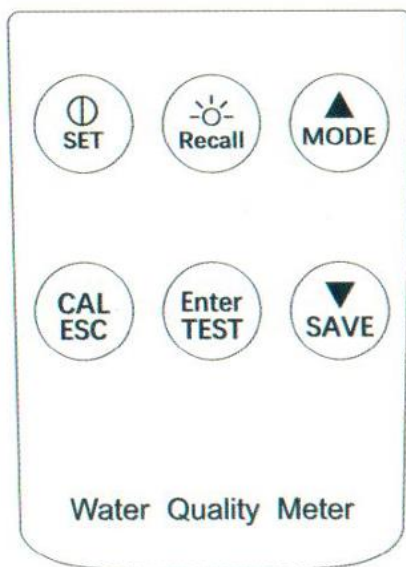 SET
Recall
MODE
CAL
ESC
Enter
TEST
SAVE
Water Quality Meter